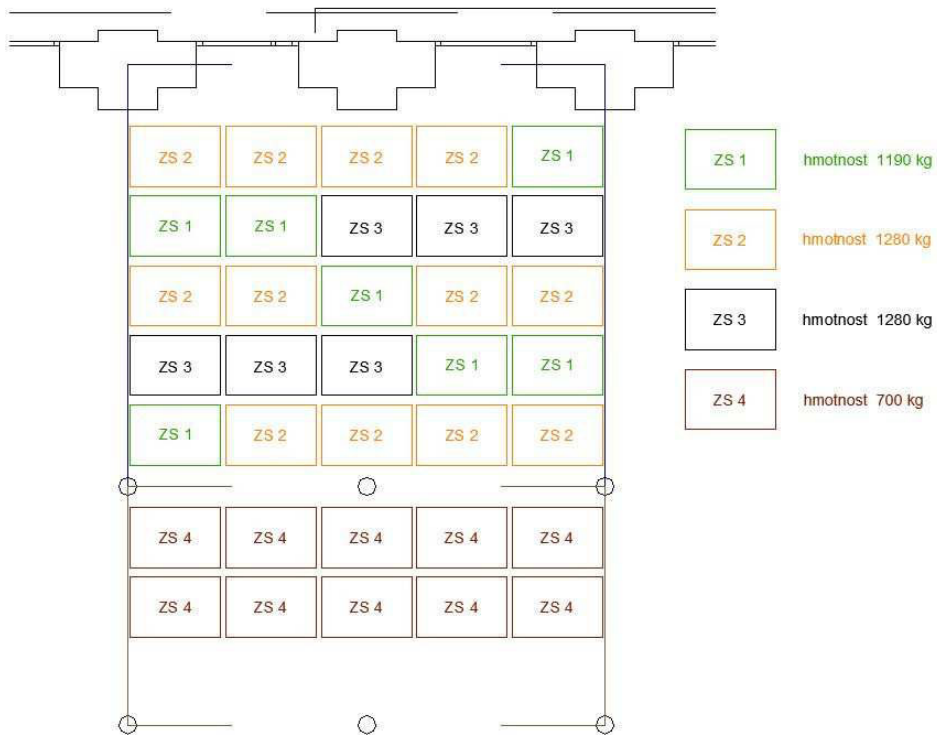 ZS 2 ZS 2 ZS 2 ZS 2 ZS 1
ZS 1 ZS 1 ZS 3 ZS 3 ZS 3
ZS 2 ZS 2 ZS 1 ZS 2 ZS 2
ZS 3 ZS 3 ZS 3 ZS 1 ZS 1
ZS 1 ZS 2 ZS 2 ZS 2 ZS 2
ZS 4 ZS 4 ZS 4 ZS 4 ZS 4
ZS 4 ZS 4 ZS 4 ZS 4 ZS 4
ZS 1 hmotnost 1190 kg
ZS 2 hmotnost 1280 kg
ZS 3 hmotnost 1280 kg
ZS 4 hmotnost 700 kg